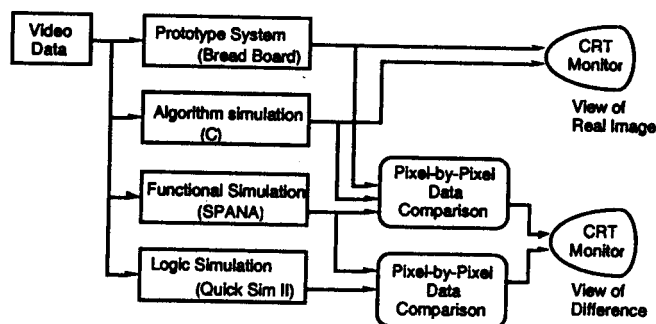 Video
Data
Prototype System
(Bread Board)
Algorithm simulation
(C)
Functional Simulation
(SPANA)
Logic Simulation
(Quick Sim II)
Pixel-by-Pixel
Data
Comparison
Pixel-by-Pixel
Data
Comparison
CRT
Monitor
View of
Real Image
CRT
Monitor
View of
Difference